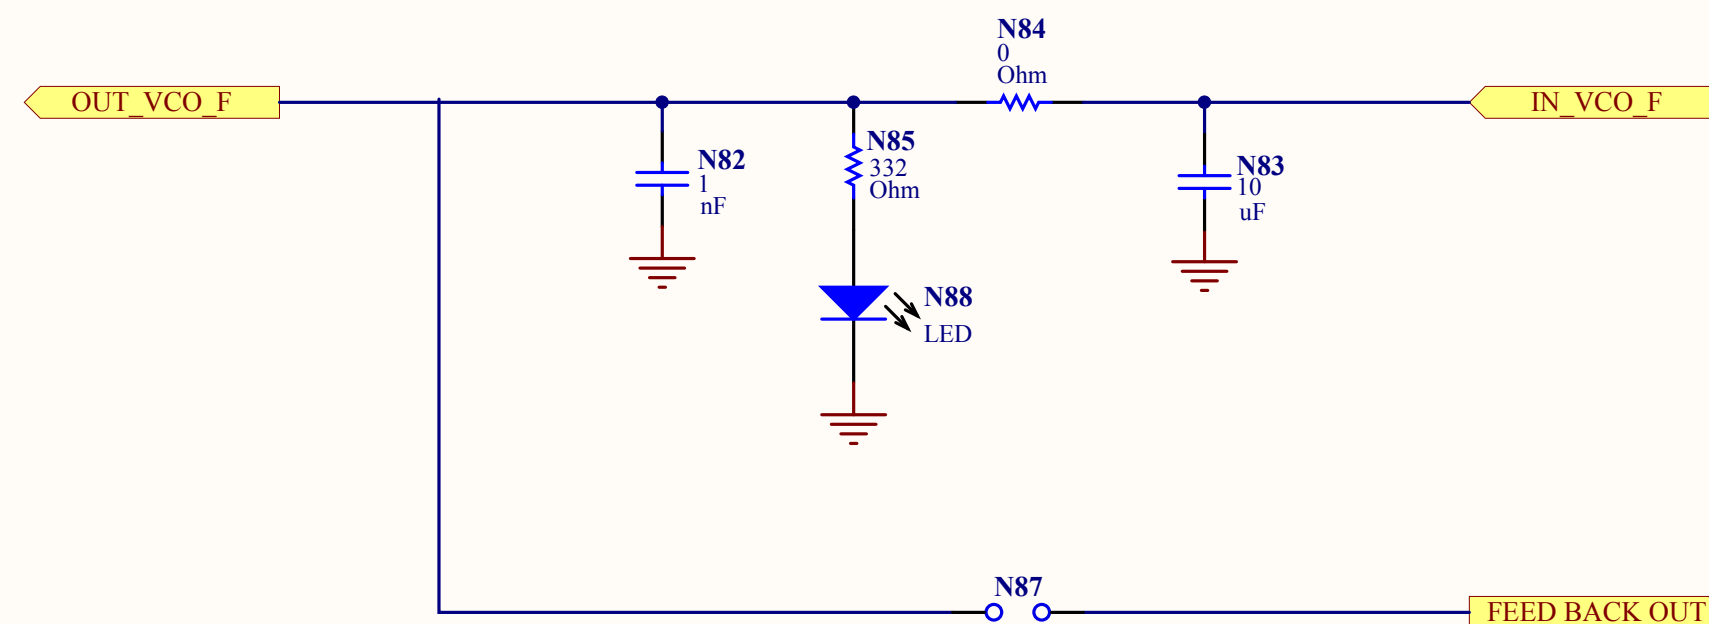 N84
0
Ohm
OUT_VCO_F
IN_VCO_F
N85
332
Ohm
N82
1
nF
N83
10
uF
N88
LED
N87
FEED BACK OUT